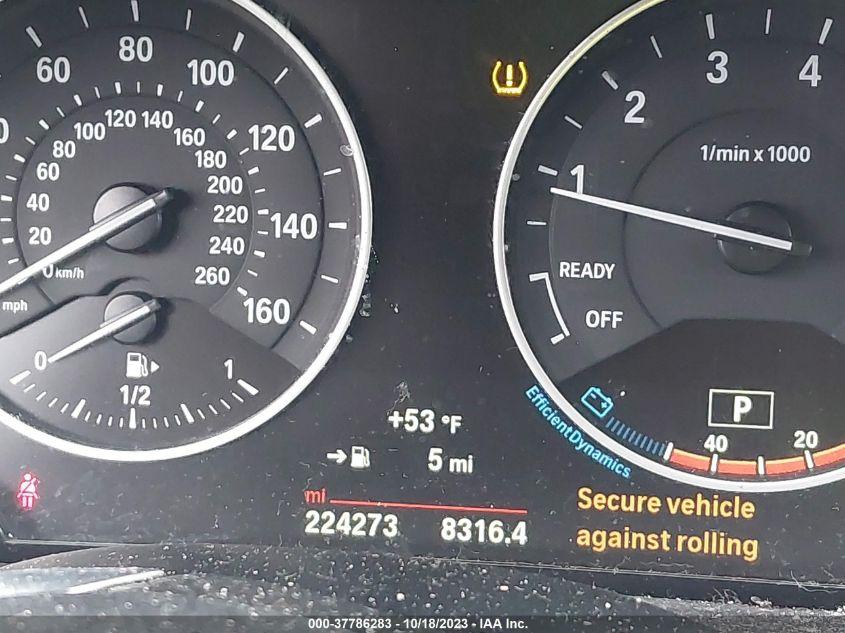 60 80 100 120 140 160
20 40 60 80 100 120 140 160 180 200 220 240 260
0 km/h
mph
0 1/2 1
1 2 3 4
1/min x 1000
READY
OFF
P
40 20
EfficientDynamics
+53 °F
5 mi
mi
224273 8316.4
Secure vehicle
against rolling
000-37786283 - 10/18/2023 - IAA Inc.